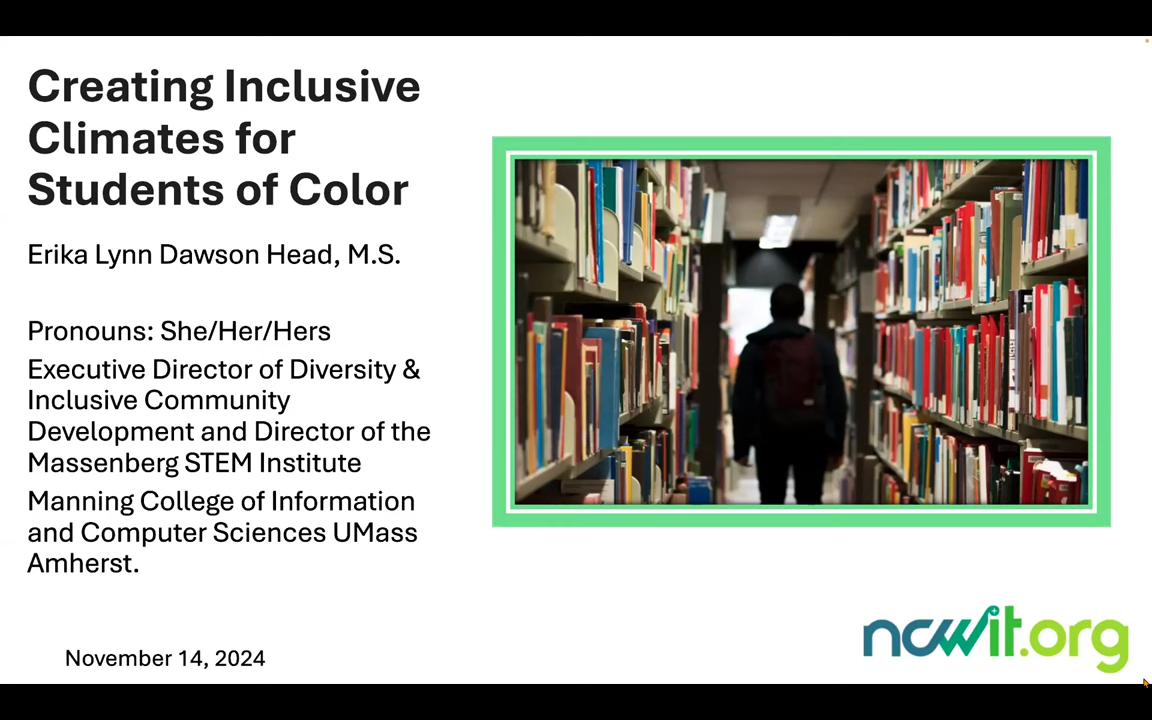 Creating Inclusive
Climates for
Students of Color
Erika Lynn Dawson Head, M.S.
Pronouns: She/Her/Hers
Executive Director of Diversity &
Inclusive Community
Development and Director of the
Massenberg STEM Institute
Manning College of Information
and Computer Sciences UMass
Amherst.
November 14, 2024
ncwit.org